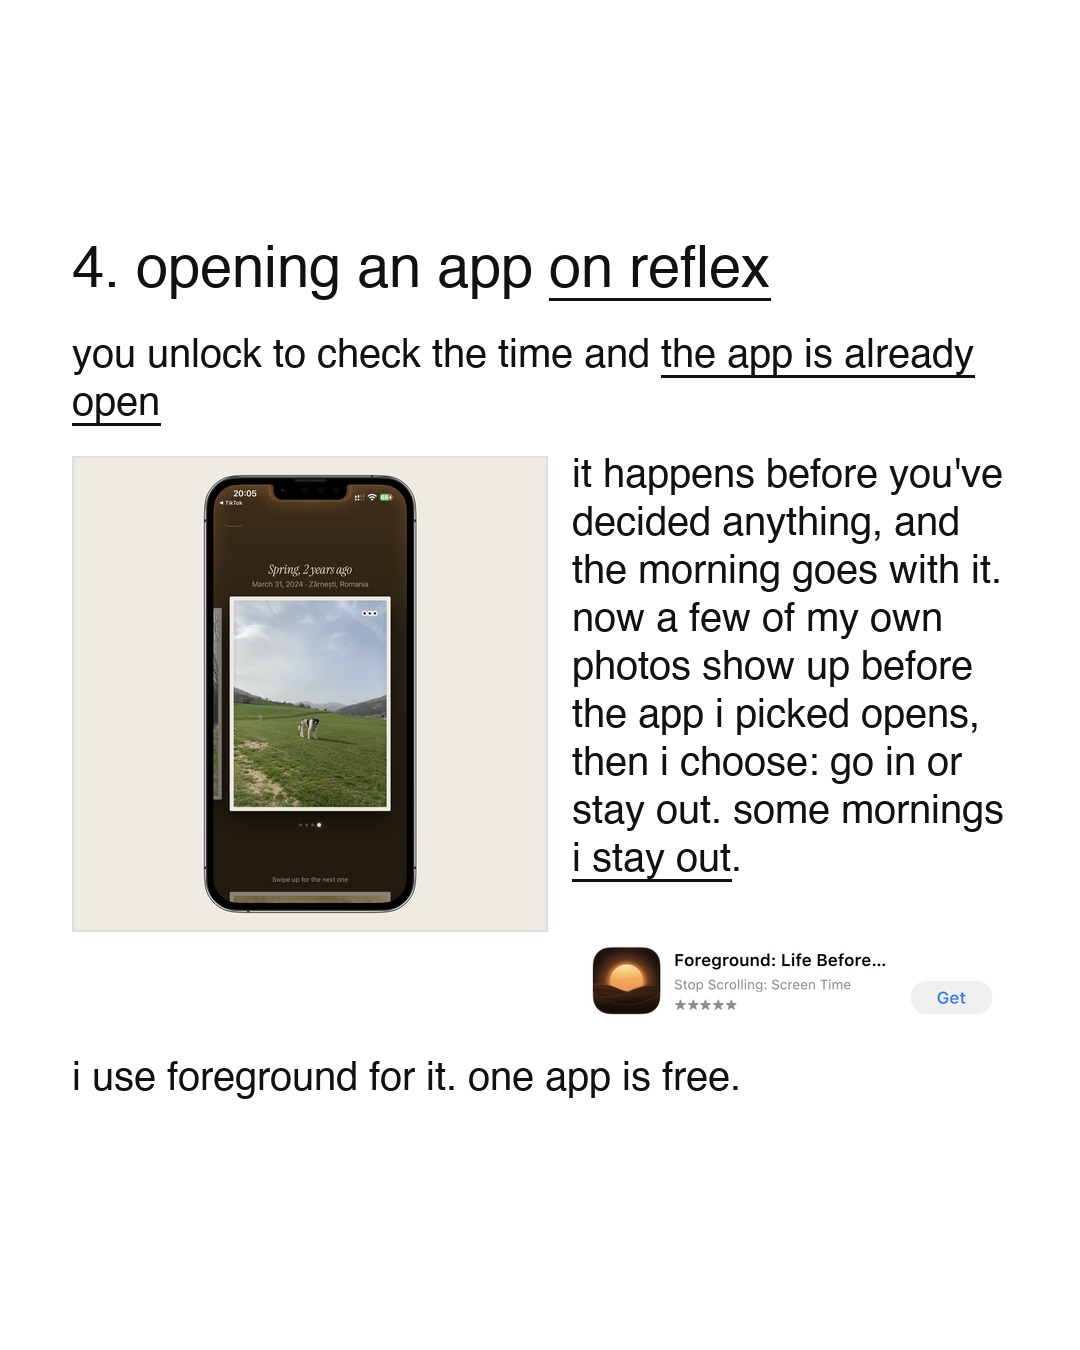 4. opening an app on reflex
you unlock to check the time and the app is already
open
20:05
TikTok
66
Spring, 2 years ago
March 31, 2024 · Zărnești, Romania
Swipe up for the next one
it happens before you've
decided anything, and
the morning goes with it.
now a few of my own
photos show up before
the app i picked opens,
then i choose: go in or
stay out. some mornings
i stay out.
Foreground: Life Before...
Stop Scrolling: Screen Time
★★★★★
Get
i use foreground for it. one app is free.